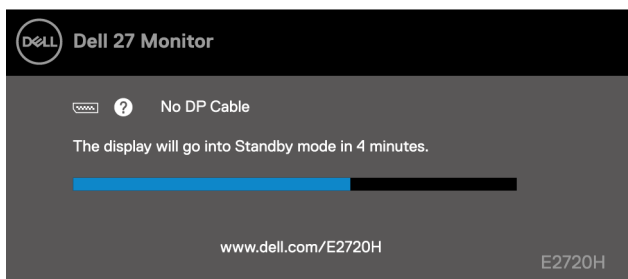 DELL Dell 27 Monitor
? No DP Cable
The display will go into Standby mode in 4 minutes.
www.dell.com/E2720H
E2720H